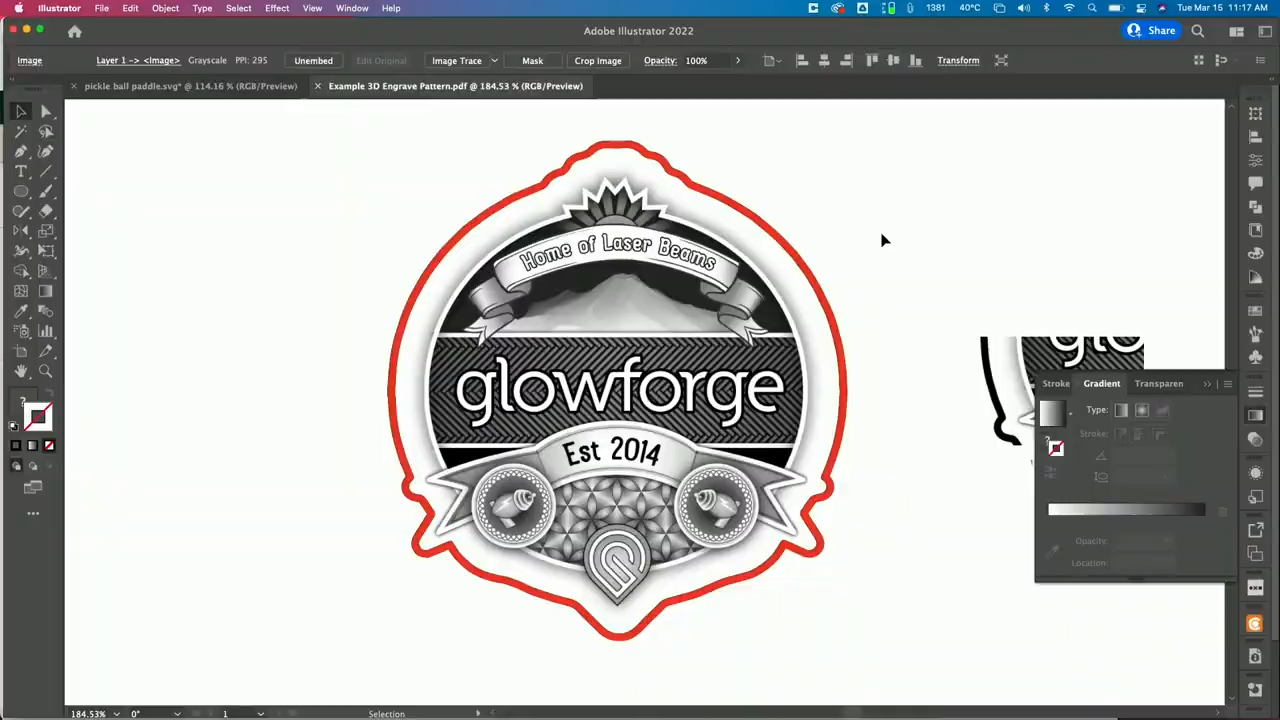 Illustrator File Edit Object Type Select Effect View Window Help
1381 40°C Tue Mar 15 11:17 AM
Adobe Illustrator 2022
Share
Image Layer 1 -> <Image> Grayscale PPI: 295 Unembed Edit Original Image Trace Mask Crop Image Opacity: 100% Transform
pickle ball paddle.svg* @ 114.16 % (RGB/Preview)
Example 3D Engrave Pattern.pdf @ 184.53 % (RGB/Preview)
Home of Laser Beams
glowforge
Est 2014
glo
Stroke Gradient Transparen
Type:
Stroke:
Opacity:
Location:
184.53% 0° 1 Selection